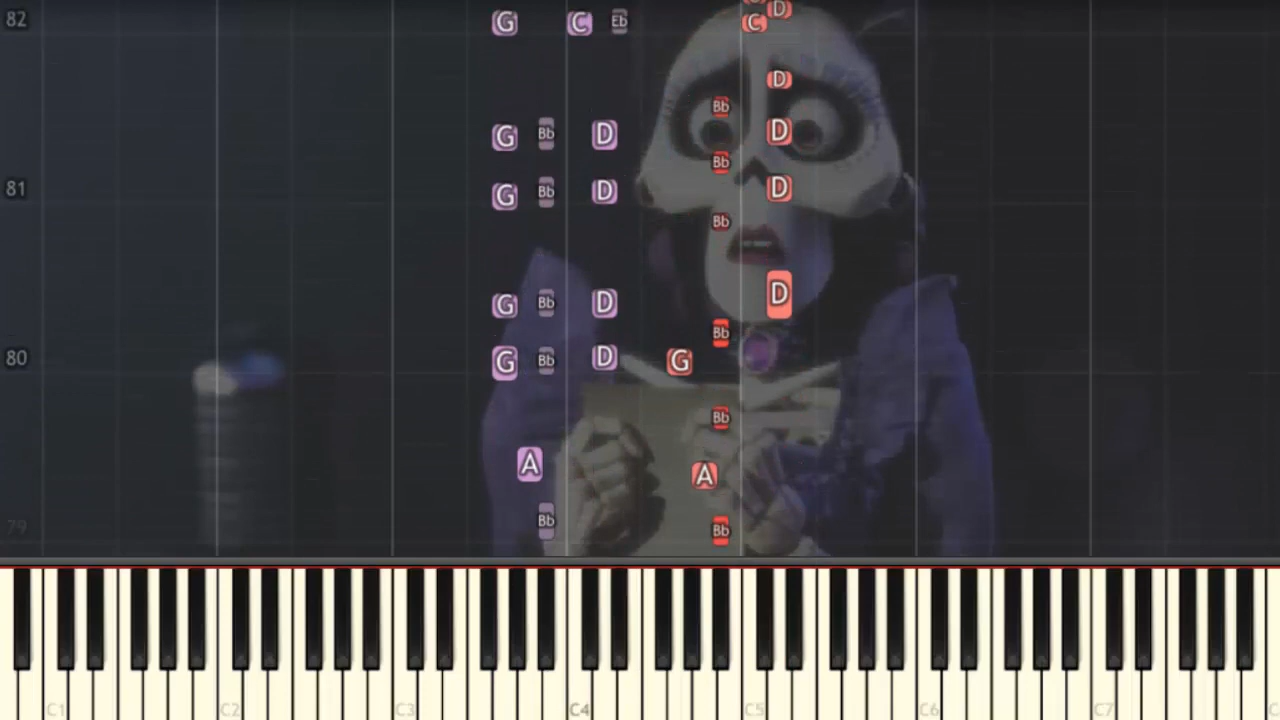 82 G C Eb C D
D
Bb
G Bb D D
Bb
81 G Bb D D
Bb
D
G Bb D
Bb
80 G Bb D G
Bb
A A
Bb Bb
79
C1 C2 C3 C4 C5 C6 C7 C